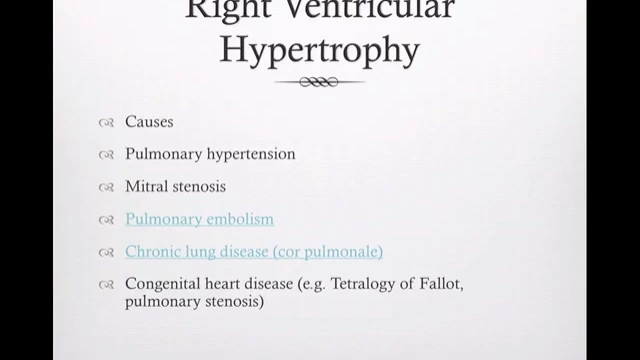 Right Ventricular
Hypertrophy
Causes
Pulmonary hypertension
Mitral stenosis
Pulmonary embolism
Chronic lung disease (cor pulmonale)
Congenital heart disease (e.g. Tetralogy of Fallot,
pulmonary stenosis)